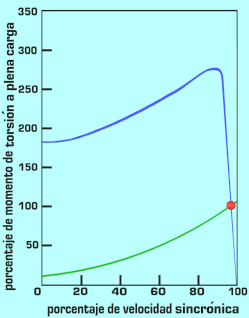 porcentaje de momento de torsión a plena carga
350
300
250
200
150
100
50
0 20 40 60 80 100
porcentaje de velocidad sincrónica